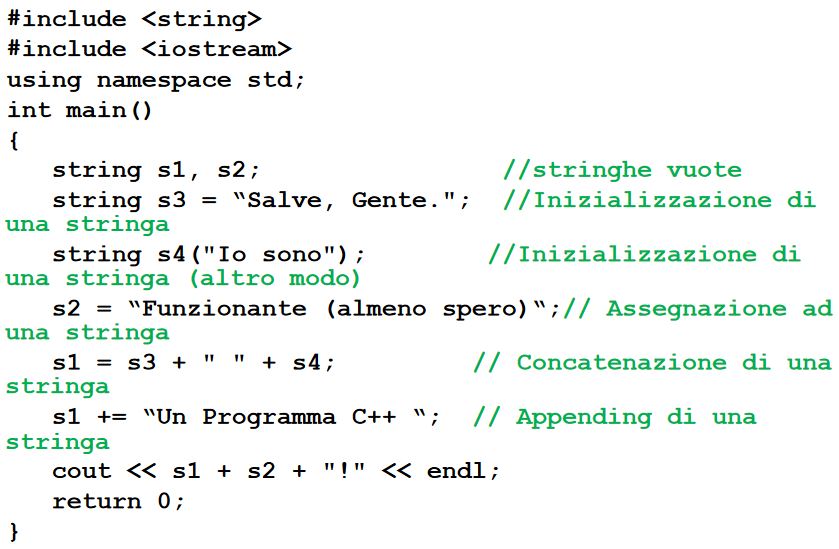 #include <string>
#include <iostream>
using namespace std;
int main()
{
string s1, s2; //stringhe vuote
string s3 = “Salve, Gente."; //Inizializzazione di
una stringa
string s4("Io sono"); //Inizializzazione di
una stringa (altro modo)
s2 = “Funzionante (almeno spero)“;// Assegnazione ad
una stringa
s1 = s3 + " " + s4; // Concatenazione di una
stringa
s1 += “Un Programma C++ “; // Appending di una
stringa
cout << s1 + s2 + "!" << endl;
return 0;
}